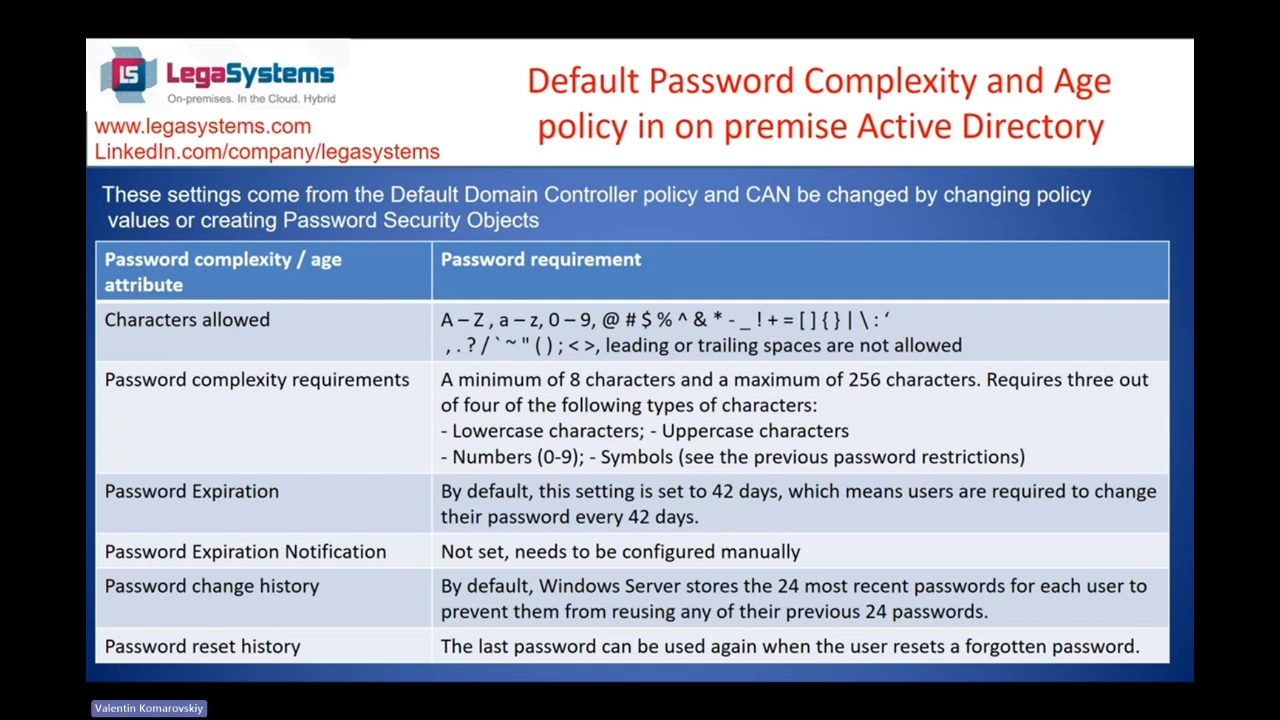 LS LegaSystems
On-premises. In the Cloud. Hybrid
www.legasystems.com
LinkedIn.com/company/legasystems
Default Password Complexity and Age
policy in on premise Active Directory
These settings come from the Default Domain Controller policy and CAN be changed by changing policy
values or creating Password Security Objects
Password complexity / age
attribute
Password requirement
Characters allowed
A – Z , a – z, 0 – 9, @ # $ % ^ & * - _ ! + = [ ] { } | \ : ‘
, . ? / ` ~ " ( ) ; < >, leading or trailing spaces are not allowed
Password complexity requirements
A minimum of 8 characters and a maximum of 256 characters. Requires three out
of four of the following types of characters:
- Lowercase characters; - Uppercase characters
- Numbers (0-9); - Symbols (see the previous password restrictions)
Password Expiration
By default, this setting is set to 42 days, which means users are required to change
their password every 42 days.
Password Expiration Notification
Not set, needs to be configured manually
Password change history
By default, Windows Server stores the 24 most recent passwords for each user to
prevent them from reusing any of their previous 24 passwords.
Password reset history
The last password can be used again when the user resets a forgotten password.
Valentin Komarovskiy